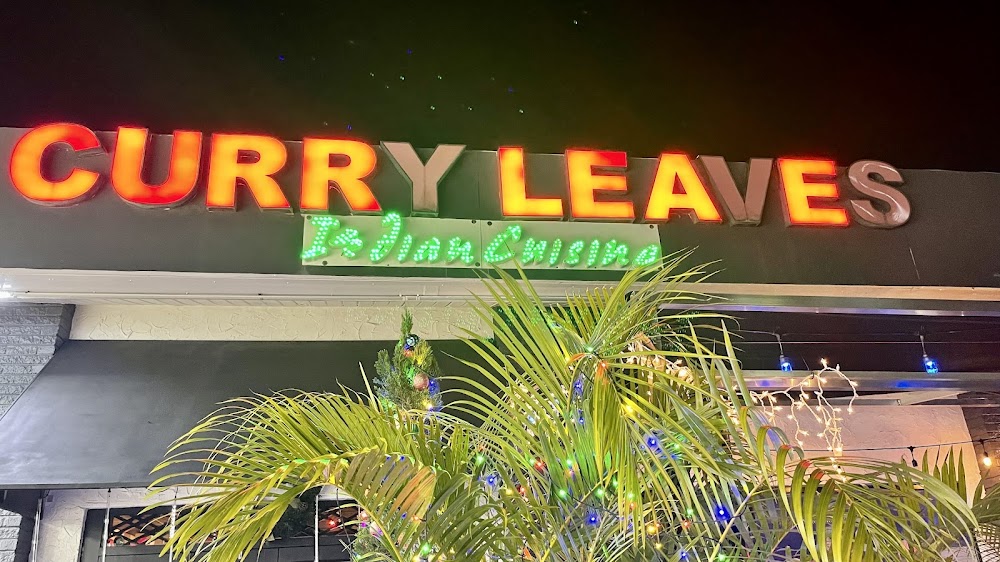 CURRY LEAVES
Indian Cuisine